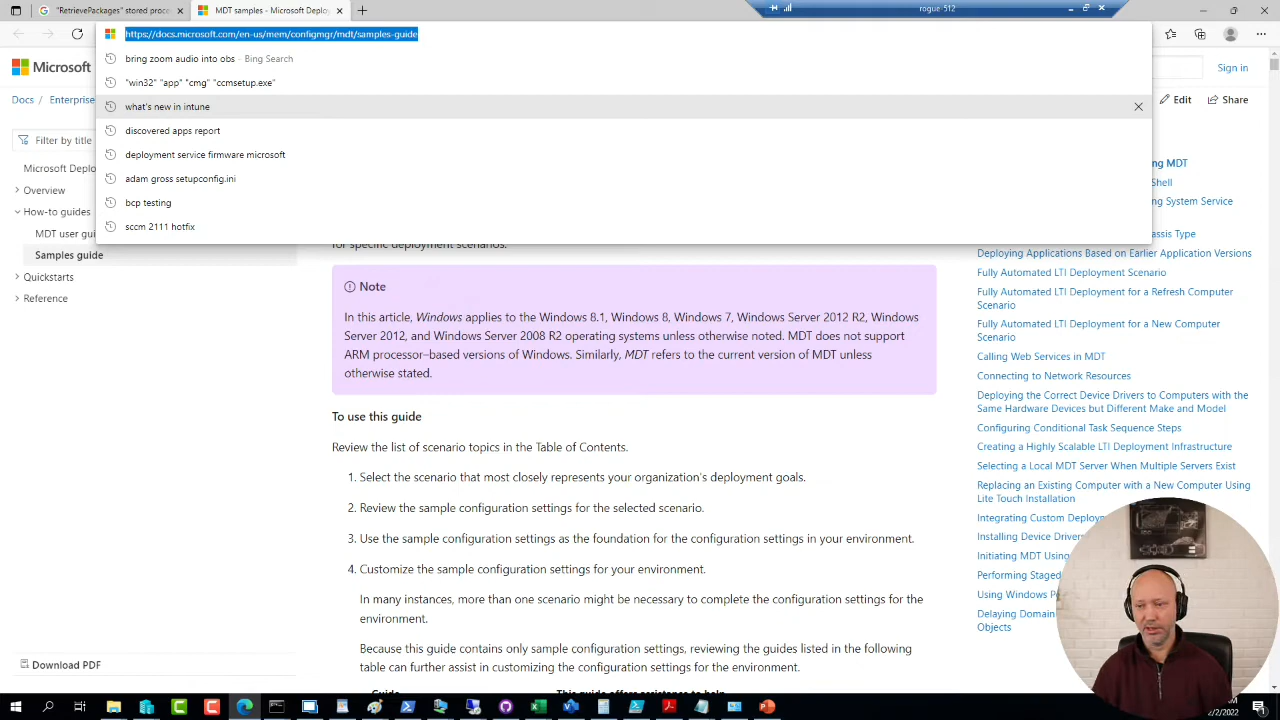 "RetrievePackages" stored proce
MDT samples - Microsoft Deplo
rogue-512
https://docs.microsoft.com/en-us/mem/configmgr/mdt/samples-guide
bring zoom audio into obs - Bing Search
"win32" "app" "cmg" "ccmsetup.exe"
what's new in intune
discovered apps report
deployment service firmware microsoft
adam gross setupconfig.ini
bcp testing
sccm 2111 hotfix
Microsoft
Sign in
Docs / Enterprise
Edit
Share
Filter by title
Microsoft Deplo
Overview
How-to guides
MDT user gui
Samples guide
Quickstarts
Reference
Download PDF
for specific deployment scenarios.
Note
In this article, Windows applies to the Windows 8.1, Windows 8, Windows 7, Windows Server 2012 R2, Windows
Server 2012, and Windows Server 2008 R2 operating systems unless otherwise noted. MDT does not support
ARM processor–based versions of Windows. Similarly, MDT refers to the current version of MDT unless
otherwise stated.
To use this guide
Review the list of scenario topics in the Table of Contents.
1. Select the scenario that most closely represents your organization's deployment goals.
2. Review the sample configuration settings for the selected scenario.
3. Use the sample configuration settings as the foundation for the configuration settings in your environment.
4. Customize the sample configuration settings for your environment.
In many instances, more than one scenario might be necessary to complete the configuration settings for the
environment.
Because this guide contains only sample configuration settings, reviewing the guides listed in the following
table can further assist in customizing the configuration settings for the environment.
Guide
This guide offers assistance to help
ng MDT
Shell
ng System Service
assis Type
Deploying Applications Based on Earlier Application Versions
Fully Automated LTI Deployment Scenario
Fully Automated LTI Deployment for a Refresh Computer
Scenario
Fully Automated LTI Deployment for a New Computer
Scenario
Calling Web Services in MDT
Connecting to Network Resources
Deploying the Correct Device Drivers to Computers with the
Same Hardware Devices but Different Make and Model
Configuring Conditional Task Sequence Steps
Creating a Highly Scalable LTI Deployment Infrastructure
Selecting a Local MDT Server When Multiple Servers Exist
Replacing an Existing Computer with a New Computer Using
Lite Touch Installation
Integrating Custom Deploym
Installing Device Drivers
Initiating MDT Using
Performing Staged
Using Windows P
Delaying Domain
Objects
2/2/2022